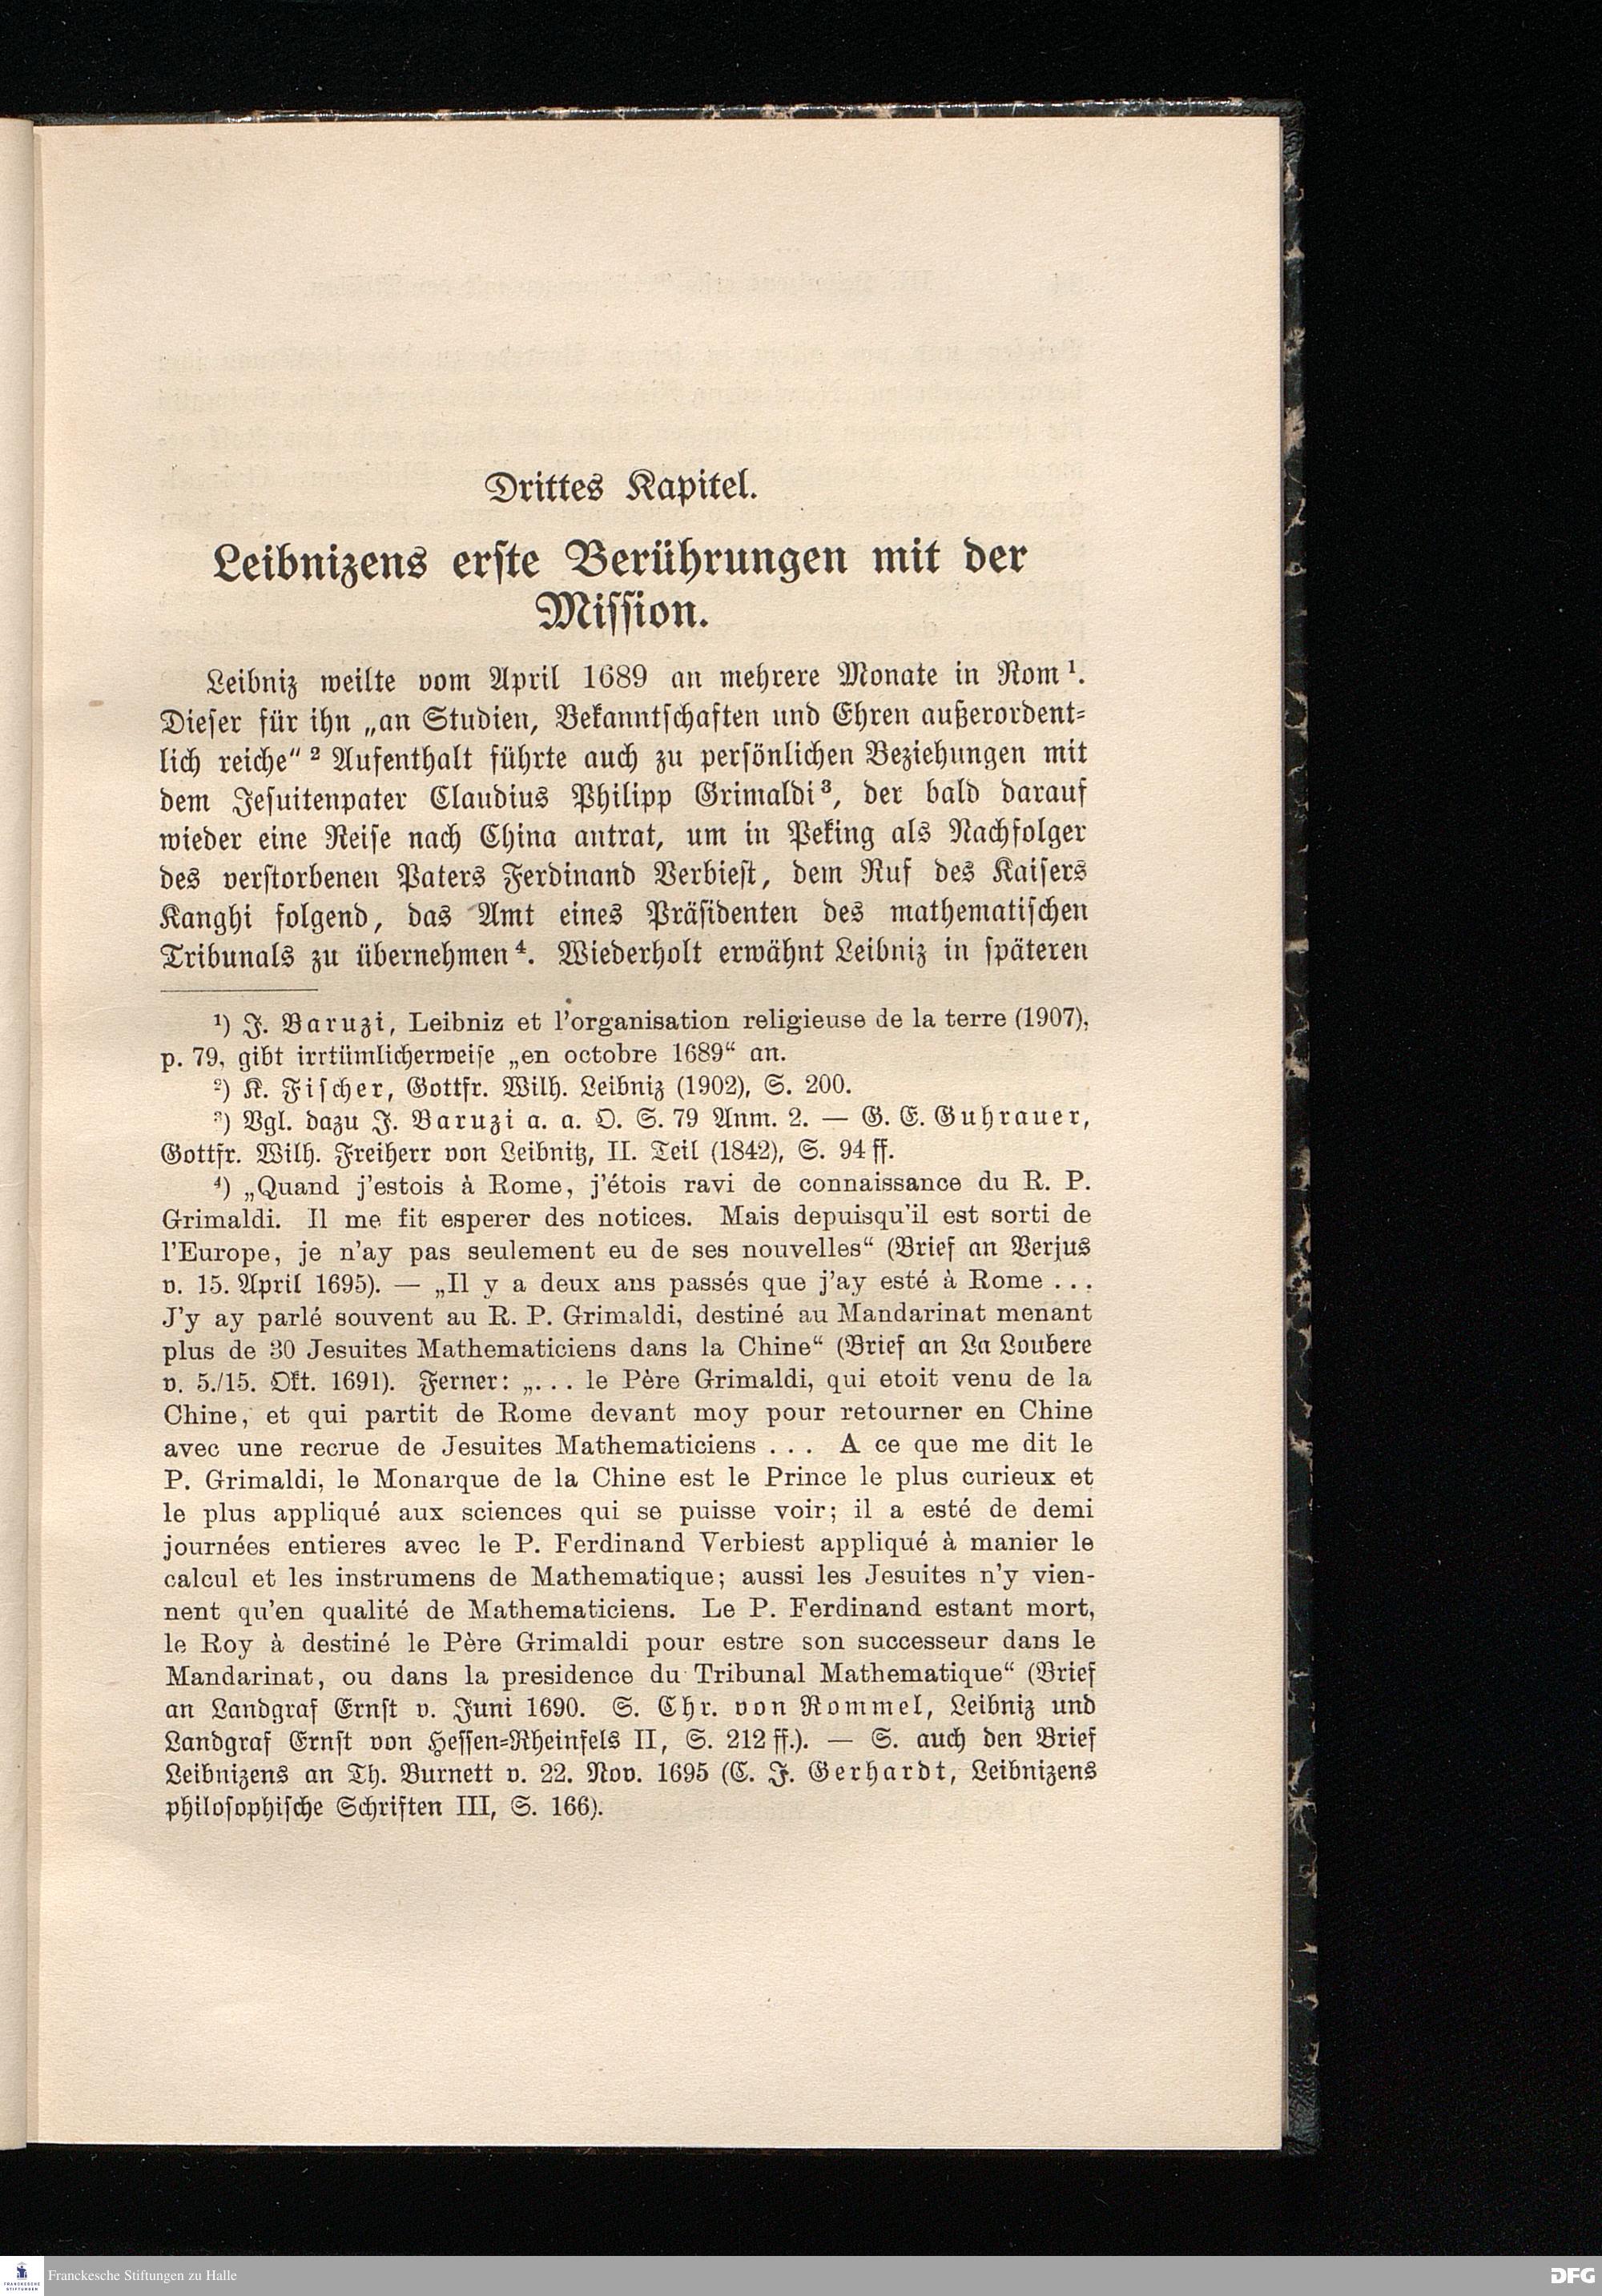 Drittes Kapitel.
Leibnizens erste Berührungen mit der
Mission.
Leibniz weilte vom April 1689 an mehrere Monate in Rom¹.
Dieser für ihn „an Studien, Bekanntschaften und Ehren außerordent-
lich reiche“² Aufenthalt führte auch zu persönlichen Beziehungen mit
dem Jesuitenpater Claudius Philipp Grimaldi³, der bald darauf
wieder eine Reise nach China antrat, um in Peking als Nachfolger
des verstorbenen Paters Ferdinand Verbiest, dem Ruf des Kaisers
Kanghi folgend, das Amt eines Präsidenten des mathematischen
Tribunals zu übernehmen⁴. Wiederholt erwähnt Leibniz in späteren
¹) J. Baruzi, Leibniz et l'organisation religieuse de la terre (1907),
p. 79, gibt irrtümlicherweise „en octobre 1689“ an.
²) K. Fischer, Gottfr. Wilh. Leibniz (1902), S. 200.
³) Vgl. dazu J. Baruzi a. a. O. S. 79 Anm. 2. — G. E. Guhrauer,
Gottfr. Wilh. Freiherr von Leibnitz, II. Teil (1842), S. 94 ff.
⁴) „Quand j'estois à Rome, j'étois ravi de connaissance du R. P.
Grimaldi. Il me fit esperer des notices. Mais depuisqu'il est sorti de
l'Europe, je n'ay pas seulement eu de ses nouvelles“ (Brief an Verjus
v. 15. April 1695). — „Il y a deux ans passés que j'ay esté à Rome . . .
J'y ay parlé souvent au R. P. Grimaldi, destiné au Mandarinat menant
plus de 30 Jesuites Mathematiciens dans la Chine“ (Brief an La Loubere
v. 5./15. Okt. 1691). Ferner: „. . . le Père Grimaldi, qui etoit venu de la
Chine, et qui partit de Rome devant moy pour retourner en Chine
avec une recrue de Jesuites Mathematiciens . . . A ce que me dit le
P. Grimaldi, le Monarque de la Chine est le Prince le plus curieux et
le plus appliqué aux sciences qui se puisse voir; il a esté de demi
journées entieres avec le P. Ferdinand Verbiest appliqué à manier le
calcul et les instrumens de Mathematique; aussi les Jesuites n'y vien-
nent qu'en qualité de Mathematiciens. Le P. Ferdinand estant mort,
le Roy à destiné le Père Grimaldi pour estre son successeur dans le
Mandarinat, ou dans la presidence du Tribunal Mathematique“ (Brief
an Landgraf Ernst v. Juni 1690. S. Chr. von Rommel, Leibniz und
Landgraf Ernst von Hessen-Rheinfels II, S. 212 ff.). — S. auch den Brief
Leibnizens an Th. Burnett v. 22. Nov. 1695 (C. J. Gerhardt, Leibnizens
philosophische Schriften III, S. 166).
FRANCKESCHE
STIFTUNGEN
Franckesche Stiftungen zu Halle
DFG